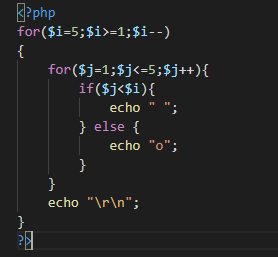 <?php
for($i=5;$i>=1;$i--)
{
    for($j=1;$j<=5;$j++){
        if($j<$i){
            echo " ";
        } else {
            echo "o";
        }
    }
    echo "\r\n";
}
?>